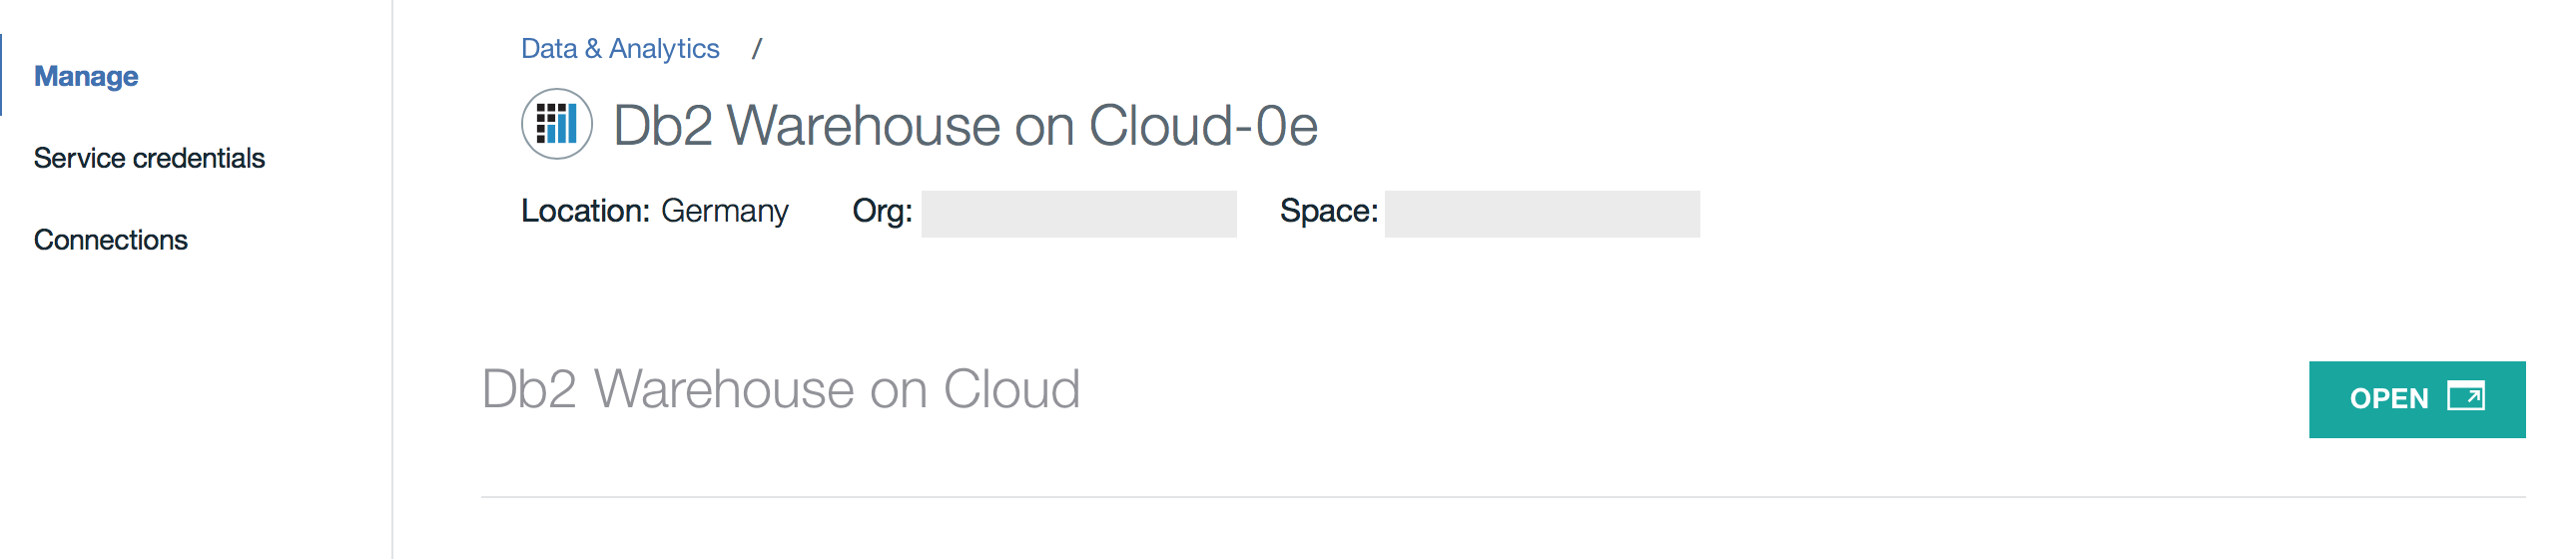 Manage
Service credentials
Connections
Data & Analytics /
Db2 Warehouse on Cloud-0e
Location: Germany Org: Space:
Db2 Warehouse on Cloud
OPEN